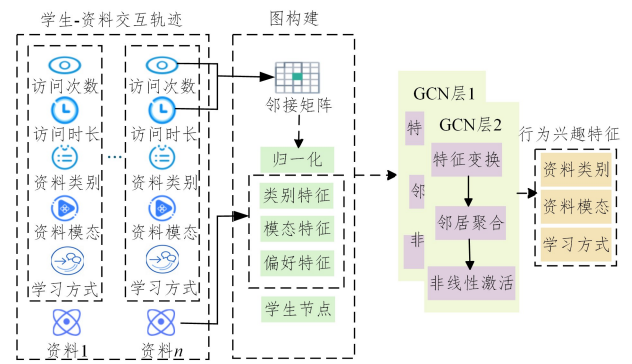 学生-资料交互轨迹
访问次数
访问时长
资料类别
资料模态
学习方式
资料1
...
访问次数
访问时长
资料类别
资料模态
学习方式
资料n
图构建
邻接矩阵
归一化
类别特征
模态特征
偏好特征
学生节点
GCN层1
特
邻
非
GCN层2
特征变换
邻居聚合
非线性激活
行为兴趣特征
资料类别
资料模态
学习方式